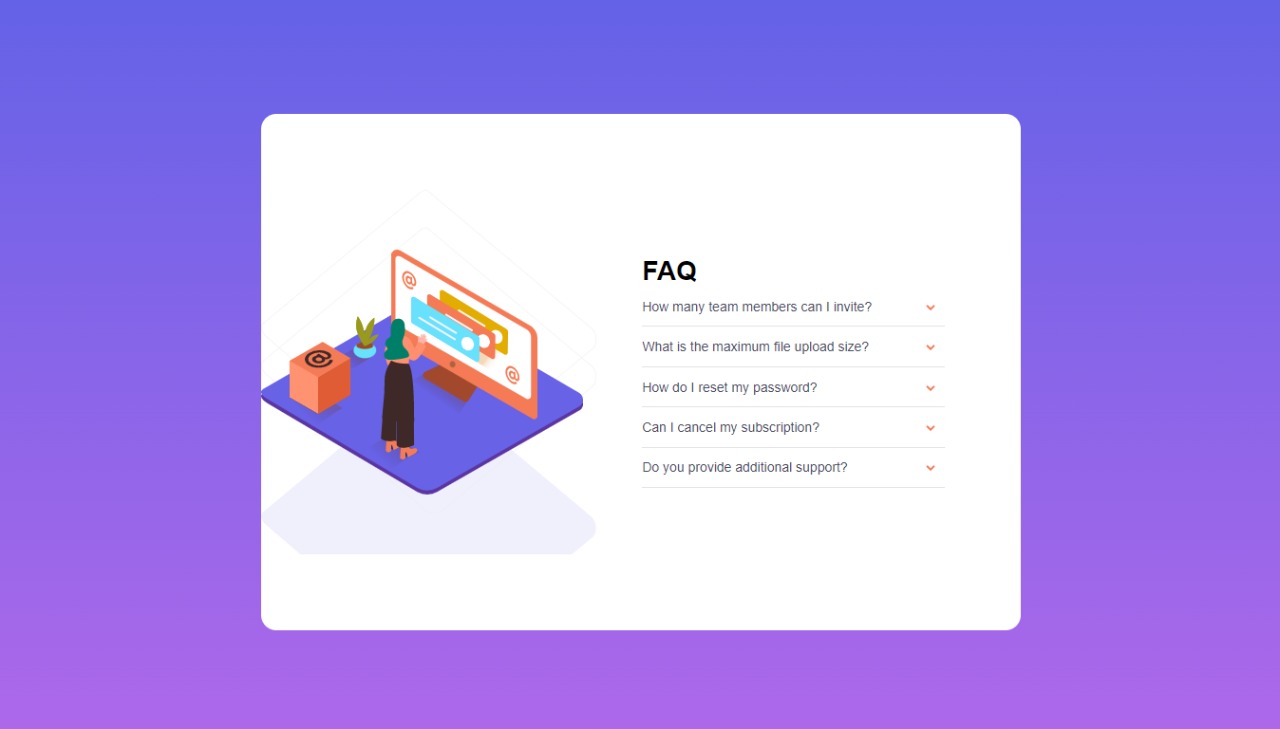 FAQ
How many team members can I invite?
What is the maximum file upload size?
How do I reset my password?
Can I cancel my subscription?
Do you provide additional support?
@
@
@